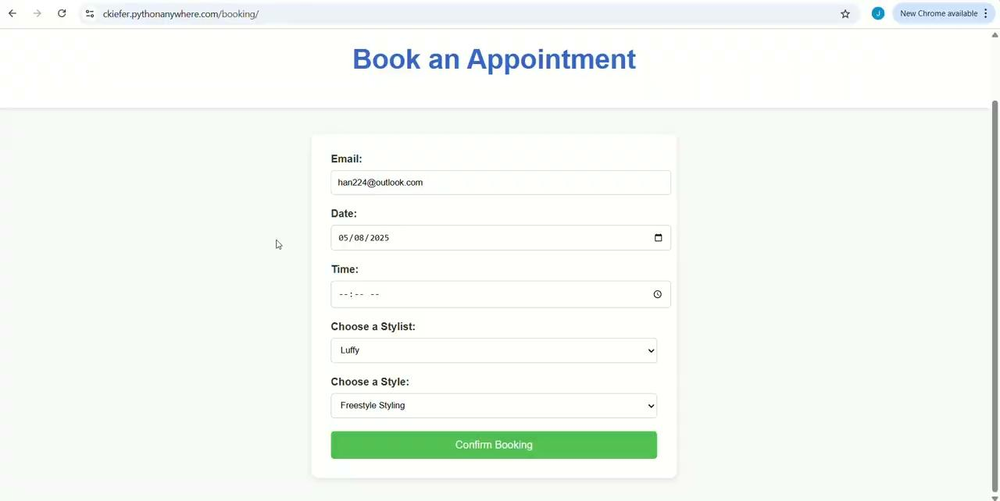 ckiefer.pythonanywhere.com/booking/
J
New Chrome available
Book an Appointment
Email:
han224@outlook.com
Date:
05/08/2025
Time:
--:-- --
Choose a Stylist:
Luffy
Choose a Style:
Freestyle Styling
Confirm Booking